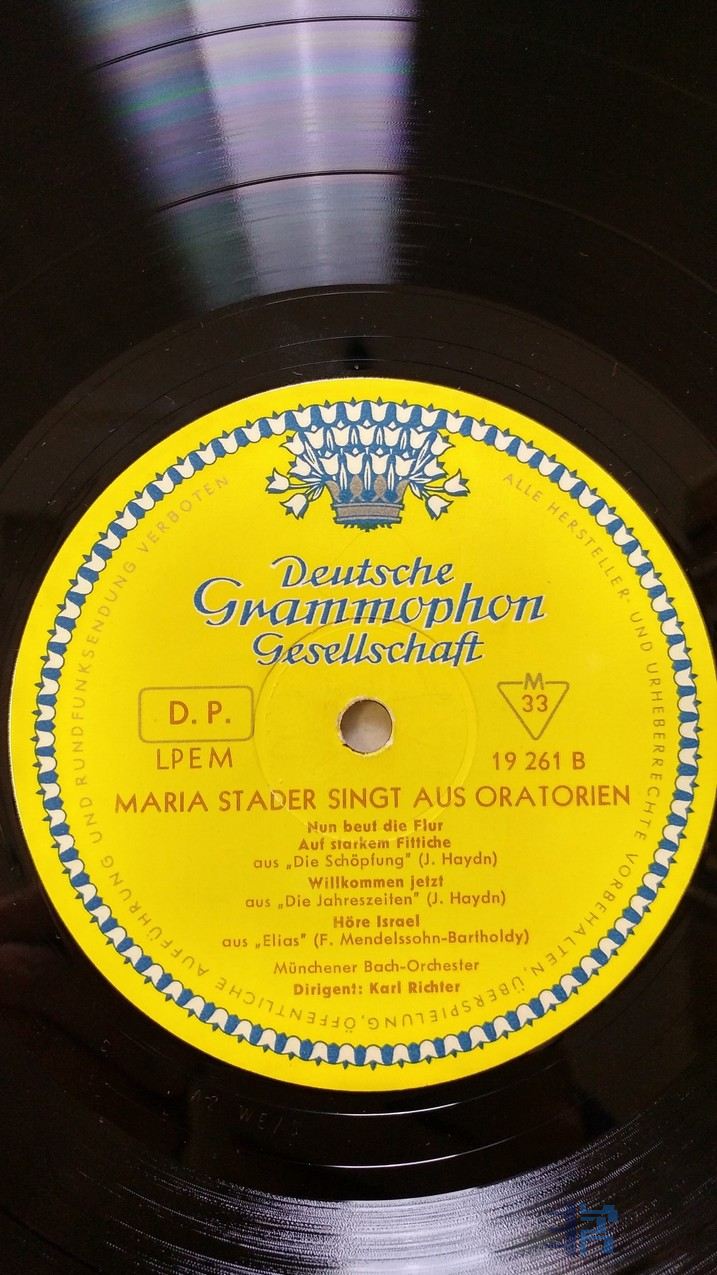 Deutsche
Grammophon
Gesellschaft
D. P.
LPEM
M
33
19 261 B
MARIA STADER SINGT AUS ORATORIEN
Nun beut die Flur
Auf starkem Fittiche
aus „Die Schöpfung" (J. Haydn)
Willkommen jetzt
aus „Die Jahreszeiten" (J. Haydn)
Höre Israel
aus „Elias" (F. Mendelssohn-Bartholdy)
Münchener Bach-Orchester
Dirigent: Karl Richter
ALLE HERSTELLER- UND URHEBERRECHTE VORBEHALTEN, ÜBERSPIELUNG, ÖFFENTLICHE AUFFÜHRUNG UND RUNDFUNKSENDUNG VERBOTEN